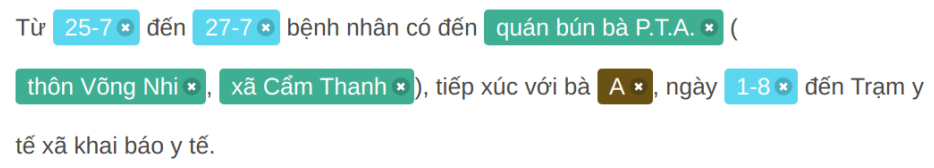 Từ 25-7 đến 27-7 bệnh nhân có đến quán bún bà P.T.A. (
thôn Võng Nhi, xã Cẩm Thanh), tiếp xúc với bà A, ngày 1-8 đến Trạm y
tế xã khai báo y tế.